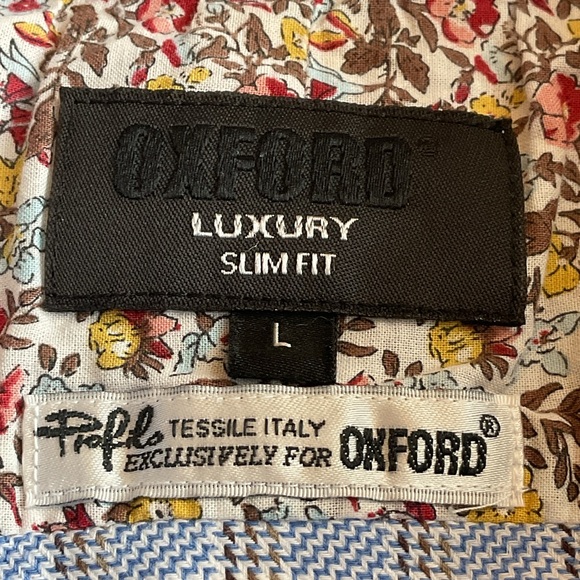 OXFORD
LUXURY
SLIM FIT
L
Profilo TESSILE ITALY
EXCLUSIVELY FOR OXFORD®